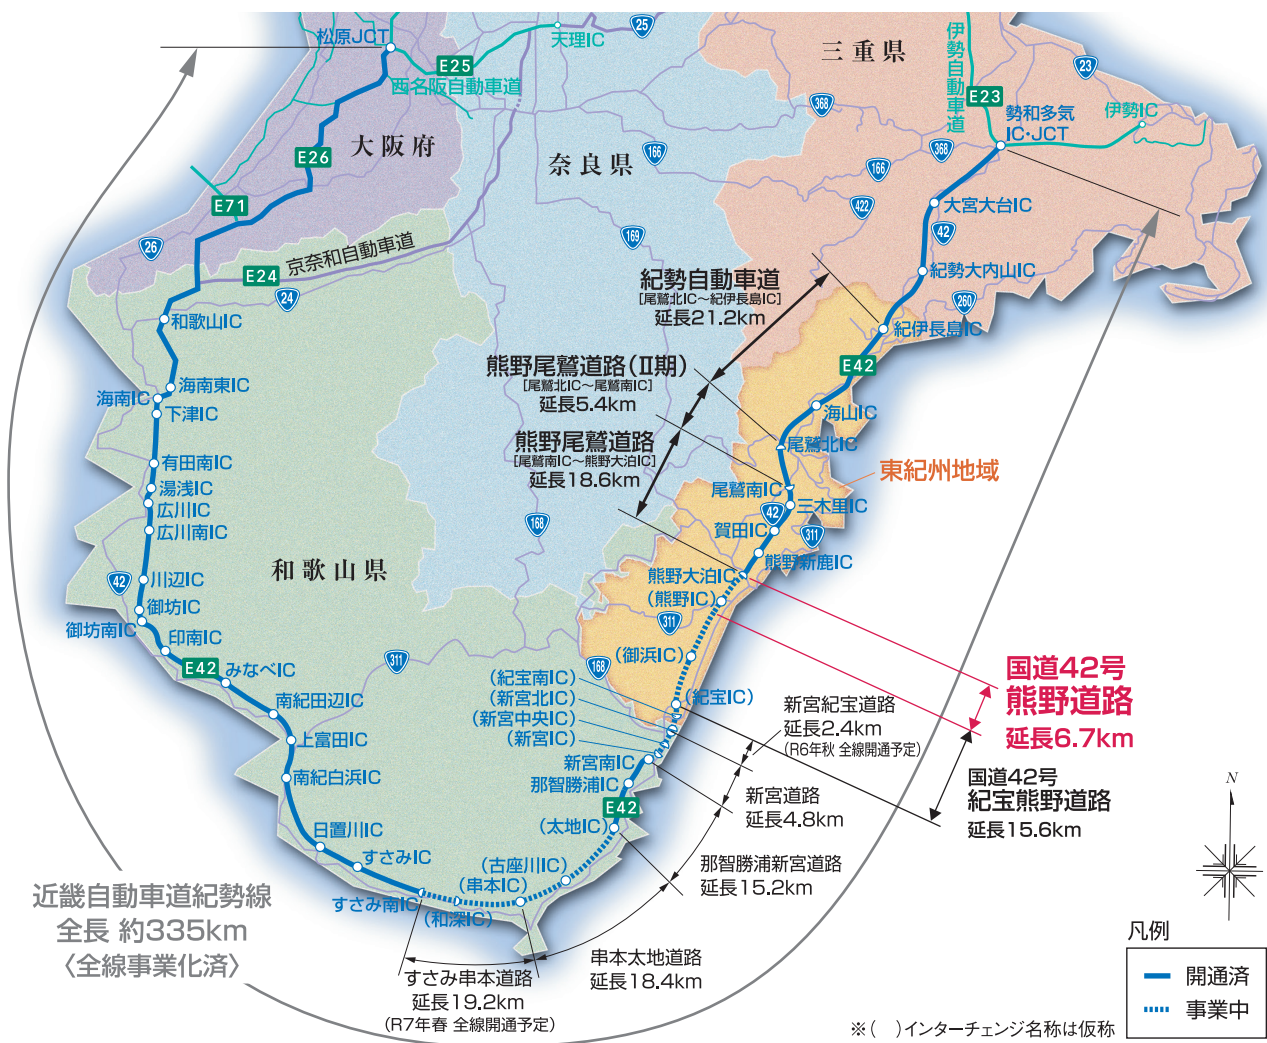 松原JCT
天理IC
25
三重県
伊勢自動車道
23
E25
西名阪自動車道
E23
368
伊勢IC
勢和多気
IC・JCT
大阪府
E26
奈良県
166
368
166
E71
422
大宮大台IC
42
26
169
京奈和自動車道
E24
24
紀勢自動車道
[尾鷲北IC～紀伊長島IC]
延長21.2km
紀勢大内山IC
260
和歌山IC
紀伊長島IC
熊野尾鷲道路(Ⅱ期)
[尾鷲北IC～尾鷲南IC]
延長5.4km
E42
海南東IC
海南IC
下津IC
海山IC
熊野尾鷲道路
[尾鷲南IC～熊野大泊IC]
延長18.6km
尾鷲北IC
東紀州地域
有田南IC
湯浅IC
広川IC
広川南IC
尾鷲南IC
三木里IC
42
168
賀田IC
311
熊野新鹿IC
和歌山県
42
川辺IC
熊野大泊IC
(熊野IC)
御坊IC
御坊南IC
311
印南IC
(御浜IC)
E42
みなべIC
311
168
国道42号
熊野道路
延長6.7km
(紀宝南IC)
(新宮北IC)
(新宮中央IC)
(新宮IC)
(紀宝IC)
南紀田辺IC
新宮紀宝道路
延長2.4km
(R6年秋 全線開通予定)
上富田IC
新宮南IC
那智勝浦IC
南紀白浜IC
国道42号
紀宝熊野道路
延長15.6km
N
新宮道路
延長4.8km
E42
(太地IC)
日置川IC
すさみIC
(古座川IC)
(串本IC)
那智勝浦新宮道路
延長15.2km
すさみ南IC
(和深IC)
近畿自動車道紀勢線
全長 約335km
〈全線事業化済〉
串本太地道路
延長18.4km
すさみ串本道路
延長19.2km
(R7年春 全線開通予定)
凡例
開通済
事業中
※( )インターチェンジ名称は仮称